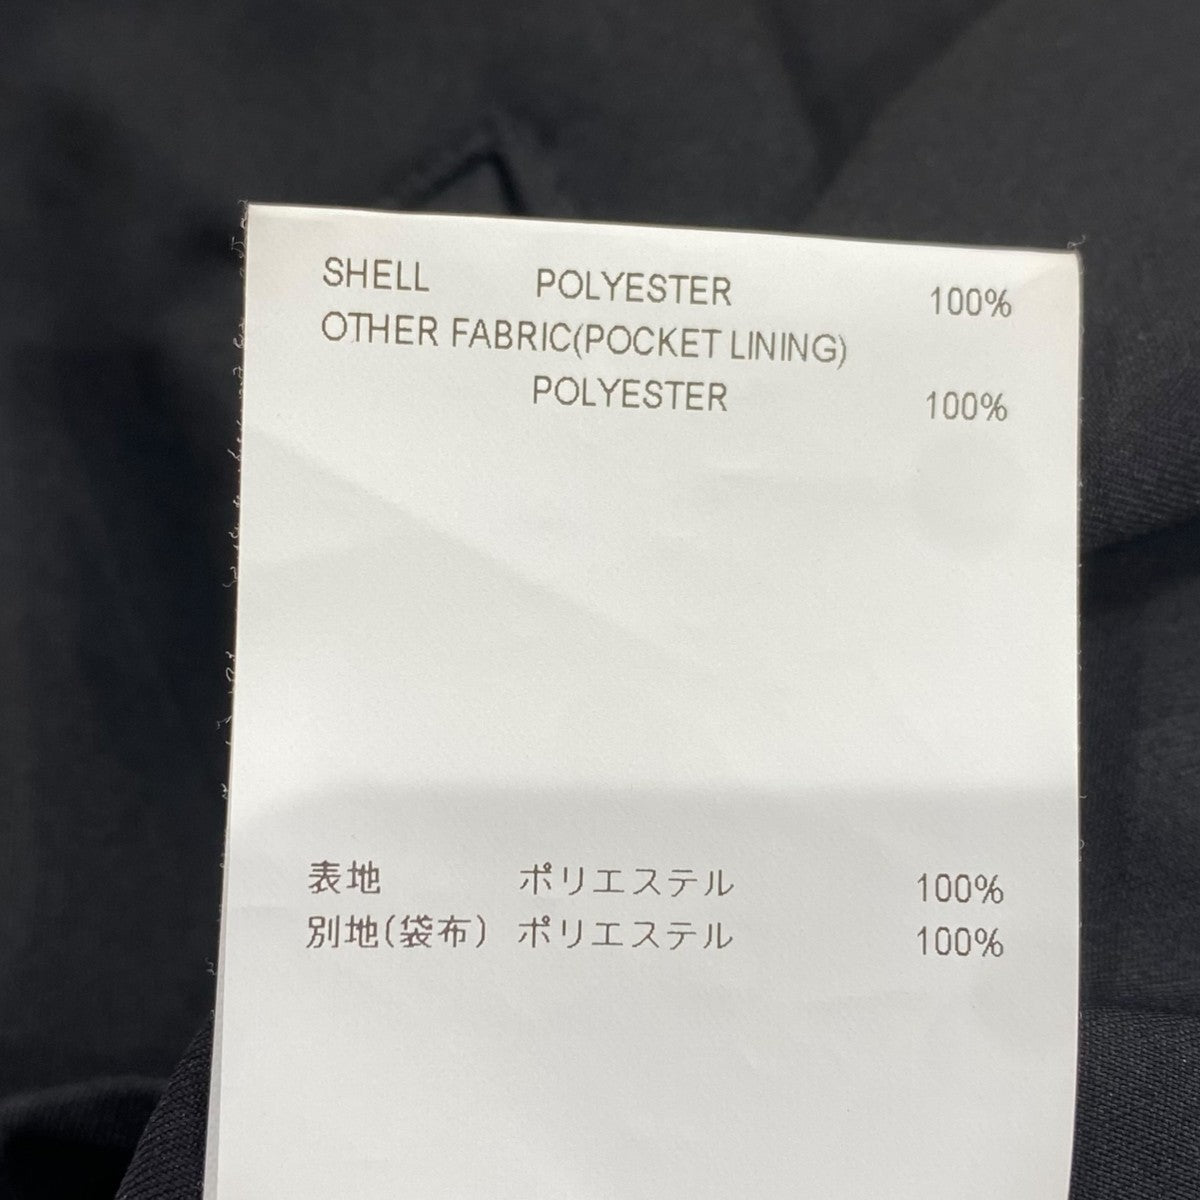 SHELL POLYESTER 100%
OTHER FABRIC(POCKET LINING)
POLYESTER 100%
表地 ポリエステル 100%
別地(袋布) ポリエステル 100%